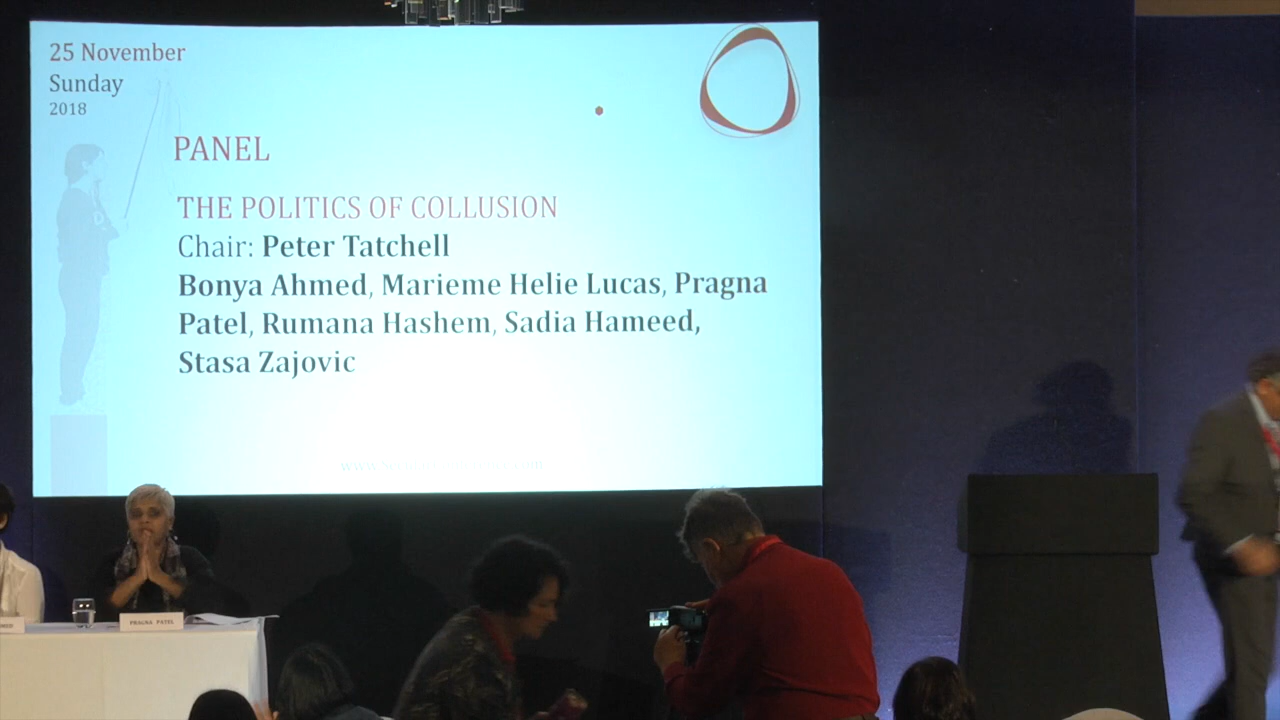 25 November
Sunday
2018
PANEL
THE POLITICS OF COLLUSION
Chair: Peter Tatchell
Bonya Ahmed, Marieme Helie Lucas, Pragna
Patel, Rumana Hashem, Sadia Hameed,
Stasa Zajovic
PRAGNA PATEL